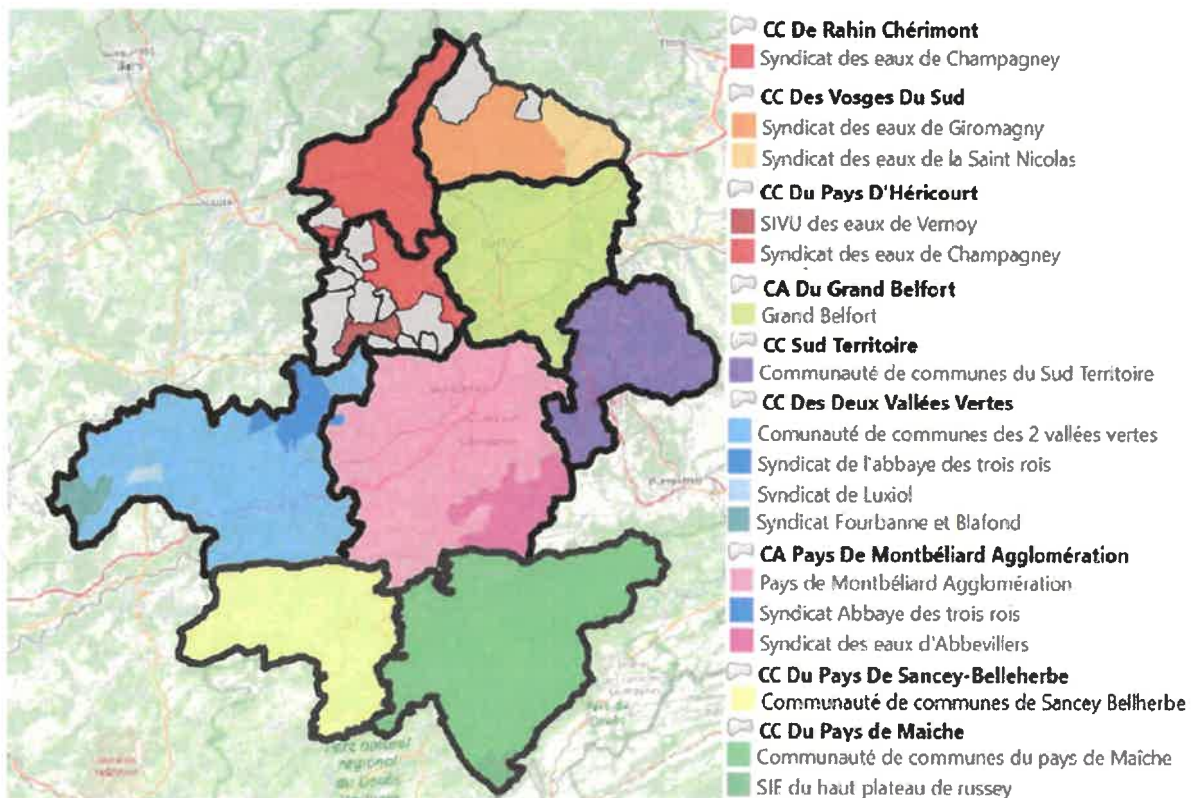 CC De Rahin Chérimont
Syndicat des eaux de Champagney
CC Des Vosges Du Sud
Syndicat des eaux de Giromagny
Syndicat des eaux de la Saint Nicolas
CC Du Pays D'Héricourt
SIVU des eaux de Vernoy
Syndicat des eaux de Champagney
CA Du Grand Belfort
Grand Belfort
CC Sud Territoire
Communauté de communes du Sud Territoire
CC Des Deux Vallées Vertes
Comunauté de communes des 2 vallées vertes
Syndicat de l'abbaye des trois rois
Syndicat de Luxiol
Syndicat Fourbanne et Blafond
CA Pays De Montbéliard Agglomération
Pays de Montbéliard Agglomération
Syndicat Abbaye des trois rois
Syndicat des eaux d'Abbevillers
CC Du Pays De Sancey-Belleherbe
Communauté de communes de Sancey Bellherbe
CC Du Pays de Maiche
Communauté de communes du pays de Maîche
SIE du haut plateau de russey